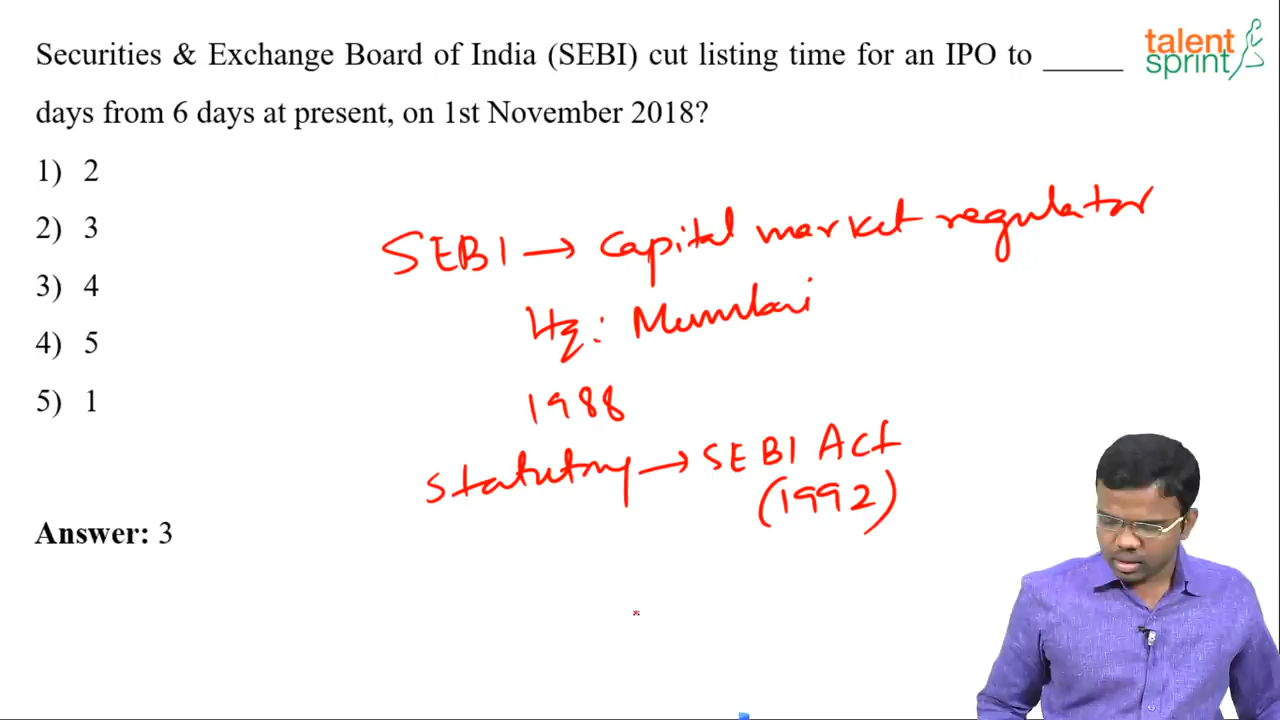 Securities & Exchange Board of India (SEBI) cut listing time for an IPO to _____
days from 6 days at present, on 1st November 2018?
talent
sprint
1) 2
2) 3
3) 4
4) 5
5) 1
SEBI → Capital market regulator
Hq: Mumbai
1988
Statutory → SEBI Act
(1992)
Answer: 3